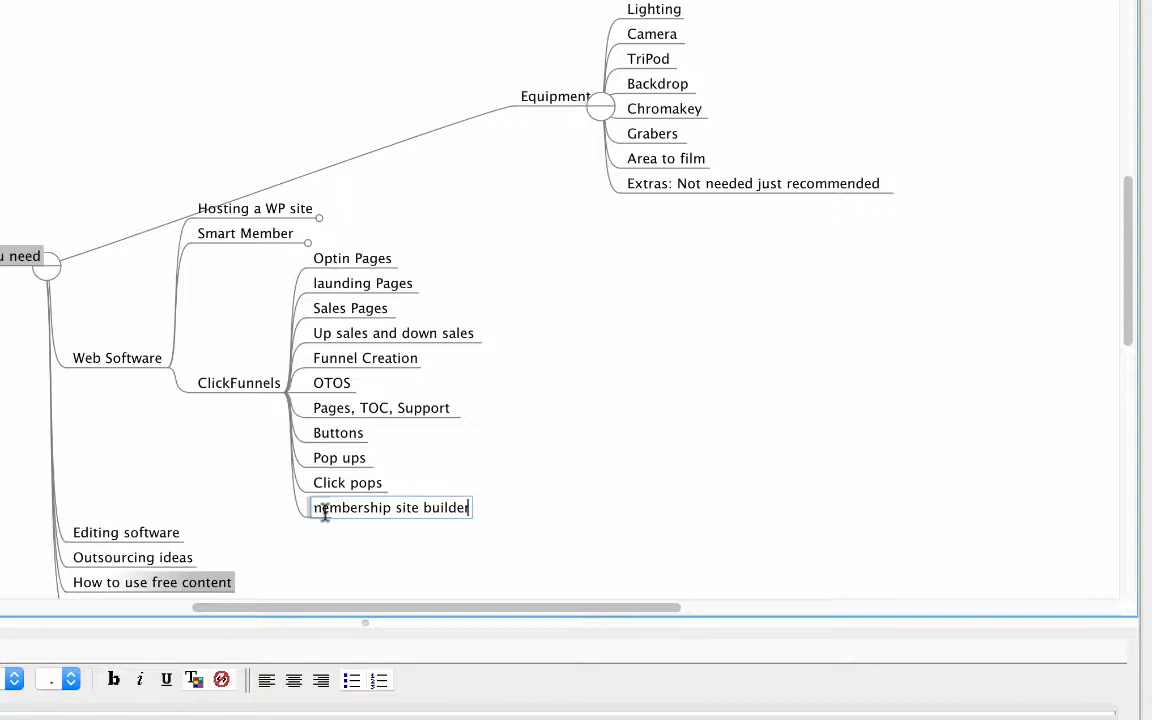 Lighting
Camera
TriPod
Backdrop
Equipment
Chromakey
Grabers
Area to film
Extras: Not needed just recommended
Hosting a WP site
Smart Member
u need
Optin Pages
launding Pages
Sales Pages
Up sales and down sales
Web Software
Funnel Creation
ClickFunnels
OTOS
Pages, TOC, Support
Buttons
Pop ups
Click pops
nembership site builder
Editing software
Outsourcing ideas
How to use free content
. b i U T